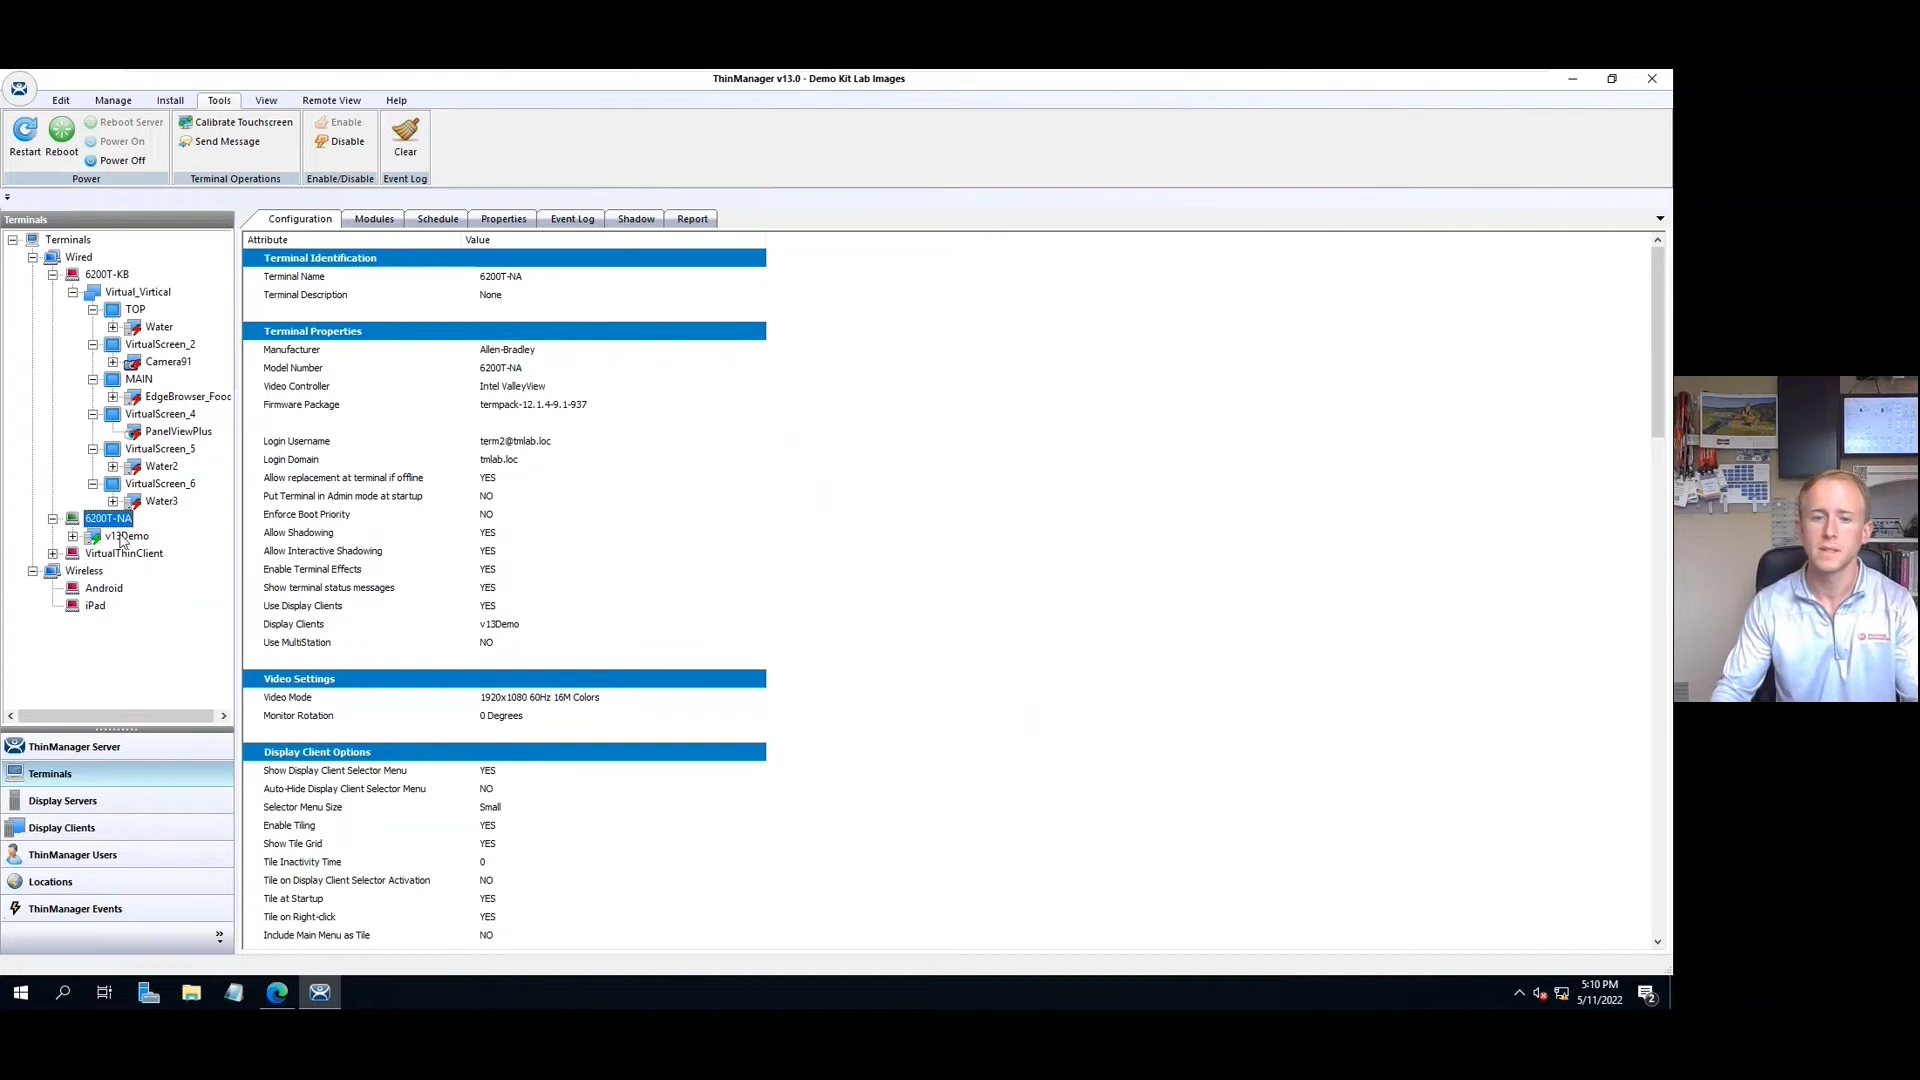 ThinManager v13.0 - Demo Kit Lab Images
Edit Manage Install Tools View Remote View Help
Restart Reboot Reboot Server Power On Power Off
Calibrate Touchscreen
Send Message
Enable
Disable
Clear
Power Terminal Operations Enable/Disable Event Log
Terminals
Terminals
Wired
6200T-KB
Virtual_Virtical
TOP
Water
VirtualScreen_2
Camera91
MAIN
EdgeBrowser_Food
VirtualScreen_4
PanelViewPlus
VirtualScreen_5
Water2
VirtualScreen_6
Water3
6200T-NA
v13Demo
VirtualThinClient
Wireless
Android
iPad
ThinManager Server
Terminals
Display Servers
Display Clients
ThinManager Users
Locations
ThinManager Events
Configuration Modules Schedule Properties Event Log Shadow Report
Attribute Value
Terminal Identification
Terminal Name 6200T-NA
Terminal Description None
Terminal Properties
Manufacturer Allen-Bradley
Model Number 6200T-NA
Video Controller Intel ValleyView
Firmware Package termpack-12.1.4-9.1-937
Login Username term2@tmlab.loc
Login Domain tmlab.loc
Allow replacement at terminal if offline YES
Put Terminal in Admin mode at startup NO
Enforce Boot Priority NO
Allow Shadowing YES
Allow Interactive Shadowing YES
Enable Terminal Effects YES
Show terminal status messages YES
Use Display Clients YES
Display Clients v13Demo
Use MultiStation NO
Video Settings
Video Mode 1920x1080 60Hz 16M Colors
Monitor Rotation 0 Degrees
Display Client Options
Show Display Client Selector Menu YES
Auto-Hide Display Client Selector Menu NO
Selector Menu Size Small
Enable Tiling YES
Show Tile Grid YES
Tile Inactivity Time 0
Tile on Display Client Selector Activation NO
Tile at Startup YES
Tile on Right-click YES
Include Main Menu as Tile NO
5:10 PM
5/11/2022
2